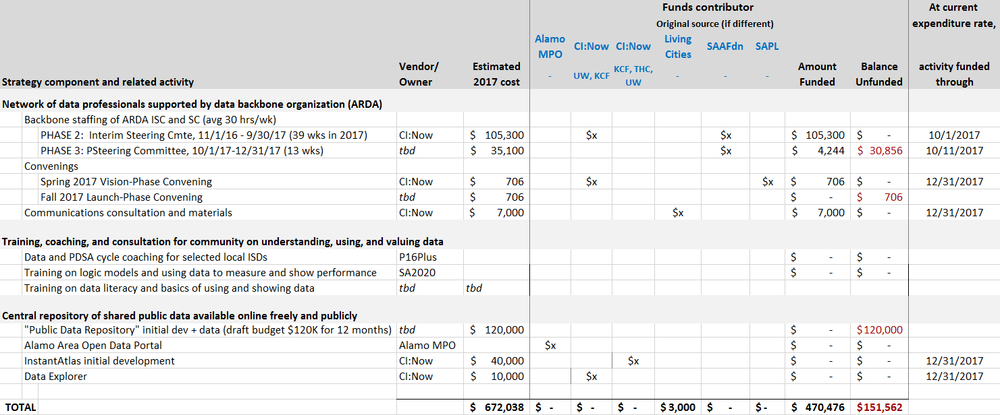 Funds contributor At current
Original source (if different) expenditure rate,
Alamo MPO CI:Now CI:Now Living Cities SAAFdn SAPL
Vendor/ Owner Estimated 2017 cost - UW, KCF KCF, THC, UW - - - Amount Funded Balance Unfunded activity funded through
Strategy component and related activity
Network of data professionals supported by data backbone organization (ARDA)
Backbone staffing of ARDA ISC and SC (avg 30 hrs/wk)
PHASE 2: Interim Steering Cmte, 11/1/16 - 9/30/17 (39 wks in 2017) CI:Now $ 105,300 $x $x $ 105,300 $ - 10/1/2017
PHASE 3: PSteering Committee, 10/1/17-12/31/17 (13 wks) tbd $ 35,100 $x $ 4,244 $ 30,856 10/11/2017
Convenings
Spring 2017 Vision-Phase Convening CI:Now $ 706 $x $x $ 706 $ - 12/31/2017
Fall 2017 Launch-Phase Convening tbd $ 706 $ - $ 706
Communications consultation and materials CI:Now $ 7,000 $x $ 7,000 $ - 12/31/2017
Training, coaching, and consultation for community on understanding, using, and valuing data
Data and PDSA cycle coaching for selected local ISDs P16Plus $ - $ -
Training on logic models and using data to measure and show performance SA2020 $ - $ -
Training on data literacy and basics of using and showing data tbd tbd
Central repository of shared public data available online freely and publicly
"Public Data Repository" initial dev + data (draft budget $120K for 12 months) tbd $ 120,000 $ - $120,000
Alamo Area Open Data Portal Alamo MPO $x $ - $ -
InstantAtlas initial development CI:Now $ 40,000 $x $ - $ - 12/31/2017
Data Explorer CI:Now $ 10,000 $x $ - $ - 12/31/2017
TOTAL $ 672,038 $ - $ - $ - $3,000 $ - $- $ 470,476 $151,562